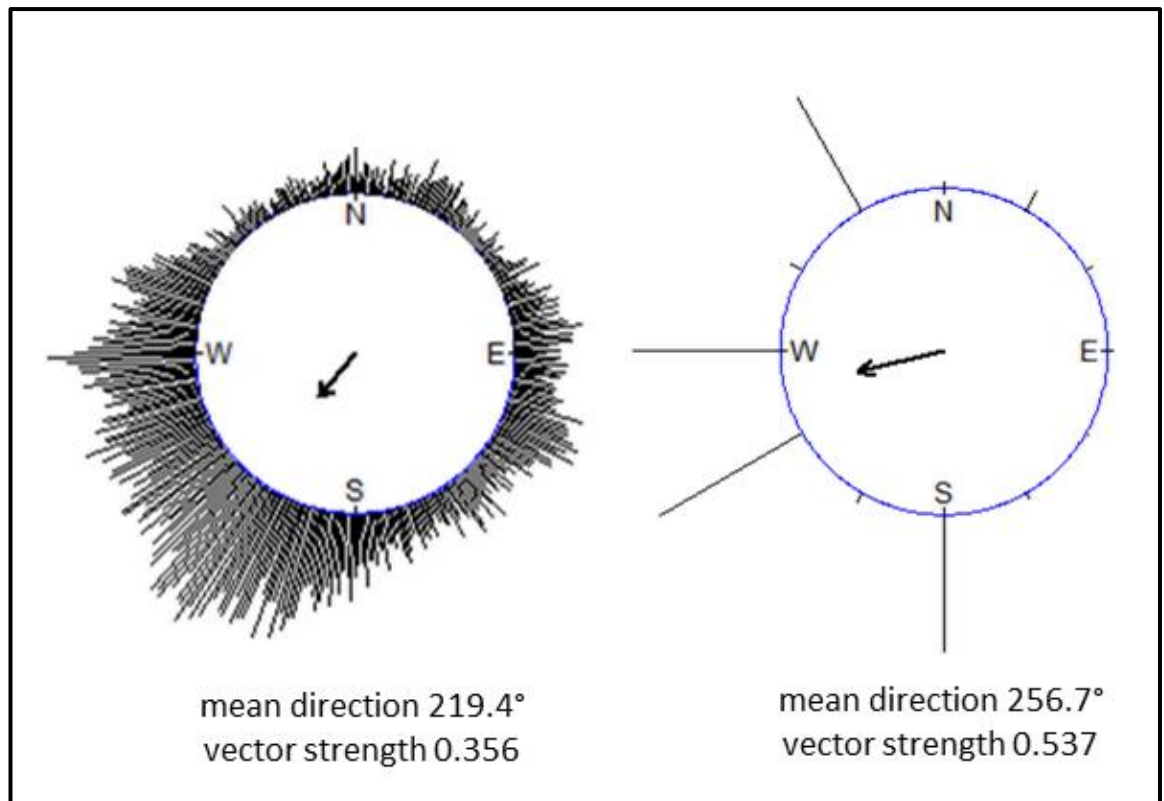 N
W
E
S
mean direction 219.4°
vector strength 0.356
N
W
E
S
mean direction 256.7°
vector strength 0.537